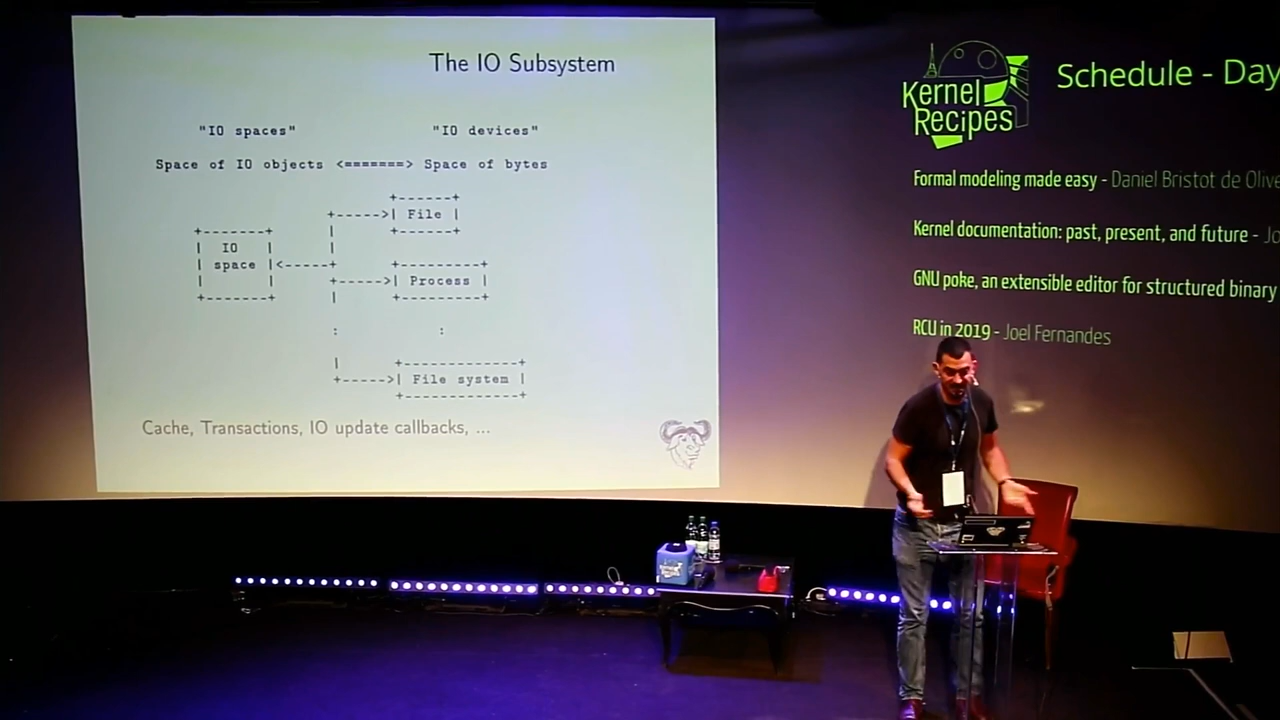 The IO Subsystem
"IO spaces" "IO devices"
Space of IO objects <=======> Space of bytes
+------+
+----->| File |
+-------+ | +------+
| IO | |
| space |<-----+ +---------+
| | +----->| Process |
+-------+ | +---------+
: :
| +-------------+
+----->| File system |
+-------------+
Cache, Transactions, IO update callbacks, ...
Kernel
Recipes
Schedule - Day
Formal modeling made easy - Daniel Bristot de Olive
Kernel documentation: past, present, and future - Jo
GNU poke, an extensible editor for structured binary
RCU in 2019 - Joel Fernandes